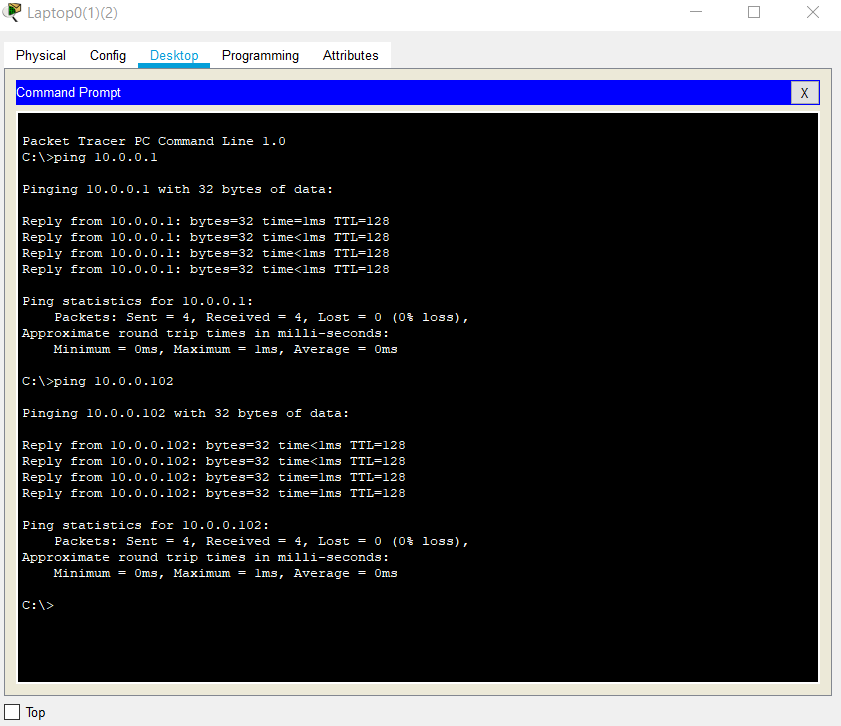 Laptop0(1)(2)
Physical Config Desktop Programming Attributes
Command Prompt X
Packet Tracer PC Command Line 1.0
C:\>ping 10.0.0.1
Pinging 10.0.0.1 with 32 bytes of data:
Reply from 10.0.0.1: bytes=32 time=1ms TTL=128
Reply from 10.0.0.1: bytes=32 time<1ms TTL=128
Reply from 10.0.0.1: bytes=32 time<1ms TTL=128
Reply from 10.0.0.1: bytes=32 time<1ms TTL=128
Ping statistics for 10.0.0.1:
Packets: Sent = 4, Received = 4, Lost = 0 (0% loss),
Approximate round trip times in milli-seconds:
Minimum = 0ms, Maximum = 1ms, Average = 0ms
C:\>ping 10.0.0.102
Pinging 10.0.0.102 with 32 bytes of data:
Reply from 10.0.0.102: bytes=32 time<1ms TTL=128
Reply from 10.0.0.102: bytes=32 time<1ms TTL=128
Reply from 10.0.0.102: bytes=32 time=1ms TTL=128
Reply from 10.0.0.102: bytes=32 time=1ms TTL=128
Ping statistics for 10.0.0.102:
Packets: Sent = 4, Received = 4, Lost = 0 (0% loss),
Approximate round trip times in milli-seconds:
Minimum = 0ms, Maximum = 1ms, Average = 0ms
C:\>
Top